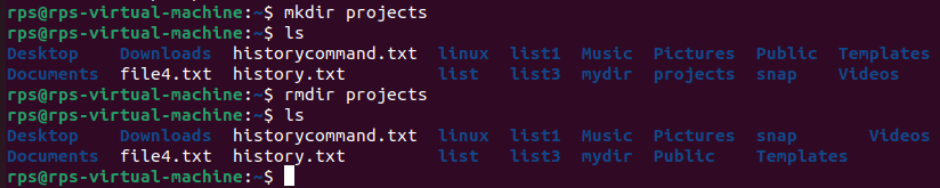 rps@rps-virtual-machine:~$ mkdir projects
rps@rps-virtual-machine:~$ ls
Desktop Downloads historycommand.txt linux list1 Music Pictures Public Templates
Documents file4.txt history.txt list list3 mydir projects snap Videos
rps@rps-virtual-machine:~$ rmdir projects
rps@rps-virtual-machine:~$ ls
Desktop Downloads historycommand.txt linux list1 Music Pictures snap Videos
Documents file4.txt history.txt list list3 mydir Public Templates
rps@rps-virtual-machine:~$